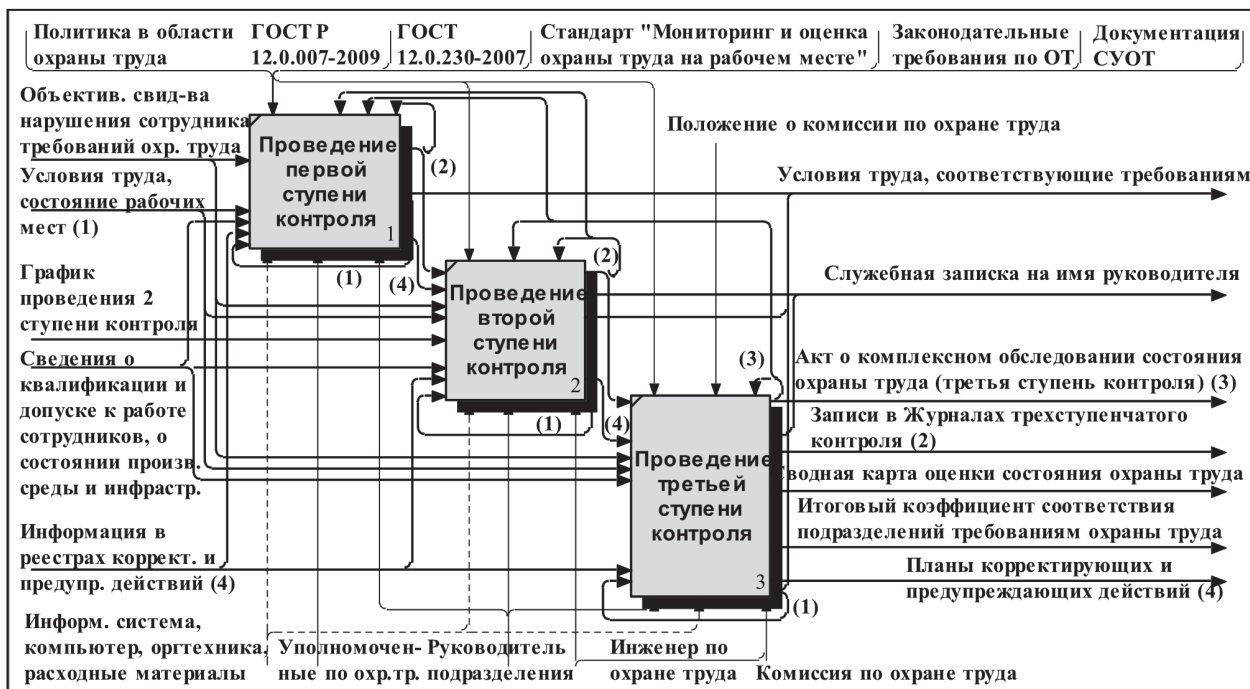 Политика в области
охраны труда
ГОСТ Р
12.0.007-2009
ГОСТ
12.0.230-2007
Стандарт "Мониторинг и оценка
охраны труда на рабочем месте"
Законодательные
требования по ОТ
Документация
СУОТ
Объектив. свид-ва
нарушения сотрудника
требований охр. труда
Условия труда,
состояние рабочих
мест (1)
График
проведения 2
ступени контроля
Сведения о
квалификации и
допуске к работе
сотрудников, о
состоянии произв.
среды и инфрастр.
Информация в
реестрах коррект. и
предупр. действий (4)
Информ. система,
компьютер, оргтехника,
расходные материалы
Проведение
первой
ступени
контроля
1
(2)
(1)
(4)
Проведение
второй
ступени
контроля
2
(2)
(1)
(4)
Проведение
третьей
ступени
контроля
3
(3)
(1)
Положение о комиссии по охране труда
Условия труда, соответствующие требованиям
Служебная записка на имя руководителя
Акт о комплексном обследовании состояния
охраны труда (третья ступень контроля) (3)
Записи в Журналах трехступенчатого
контроля (2)
водная карта оценки состояния охраны труда
Итоговый коэффициент соответствия
подразделений требованиям охраны труда
Планы корректирующих и
предупреждающих действий (4)
Уполномочен-
ные по охр.тр.
Руководитель
подразделения
Инженер по
охране труда
Комиссия по охране труда